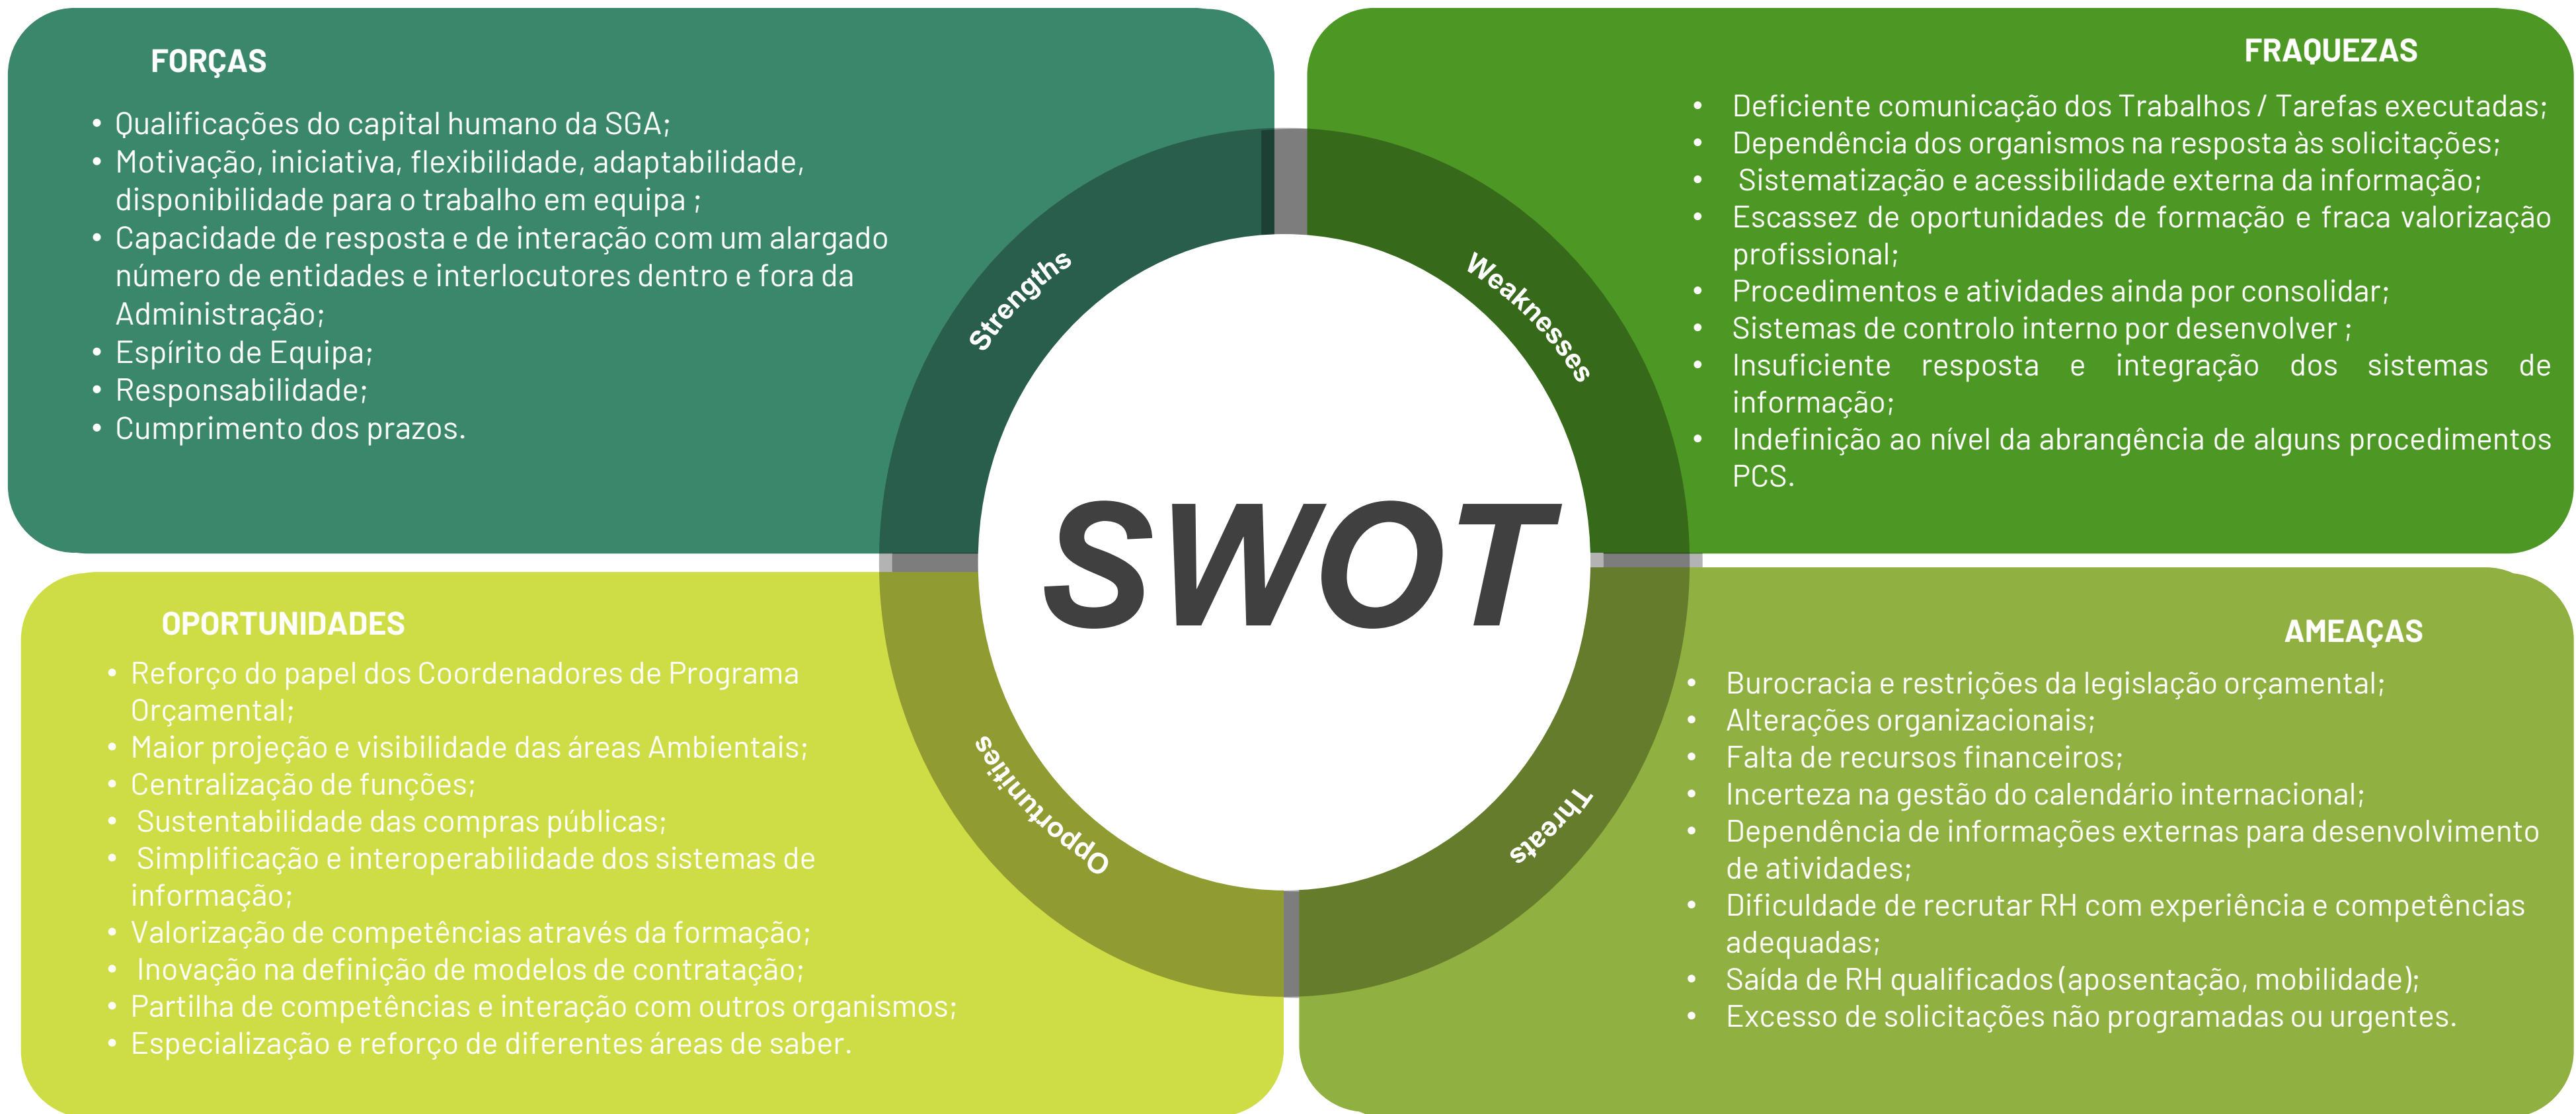 FORÇAS
• Qualificações do capital humano da SGA;
• Motivação, iniciativa, flexibilidade, adaptabilidade,
disponibilidade para o trabalho em equipa ;
• Capacidade de resposta e de interação com um alargado
número de entidades e interlocutores dentro e fora da
Administração;
• Espírito de Equipa;
• Responsabilidade;
• Cumprimento dos prazos.
FRAQUEZAS
• Deficiente comunicação dos Trabalhos / Tarefas executadas;
• Dependência dos organismos na resposta às solicitações;
• Sistematização e acessibilidade externa da informação;
• Escassez de oportunidades de formação e fraca valorização
profissional;
• Procedimentos e atividades ainda por consolidar;
• Sistemas de controlo interno por desenvolver ;
• Insuficiente resposta e integração dos sistemas de
informação;
• Indefinição ao nível da abrangência de alguns procedimentos
PCS.
Strengths
Weaknesses
SWOT
Opportunities
Threats
OPORTUNIDADES
• Reforço do papel dos Coordenadores de Programa
Orçamental;
• Maior projeção e visibilidade das áreas Ambientais;
• Centralização de funções;
• Sustentabilidade das compras públicas;
• Simplificação e interoperabilidade dos sistemas de
informação;
• Valorização de competências através da formação;
• Inovação na definição de modelos de contratação;
• Partilha de competências e interação com outros organismos;
• Especialização e reforço de diferentes áreas de saber.
AMEAÇAS
• Burocracia e restrições da legislação orçamental;
• Alterações organizacionais;
• Falta de recursos financeiros;
• Incerteza na gestão do calendário internacional;
• Dependência de informações externas para desenvolvimento
de atividades;
• Dificuldade de recrutar RH com experiência e competências
adequadas;
• Saída de RH qualificados (aposentação, mobilidade);
• Excesso de solicitações não programadas ou urgentes.